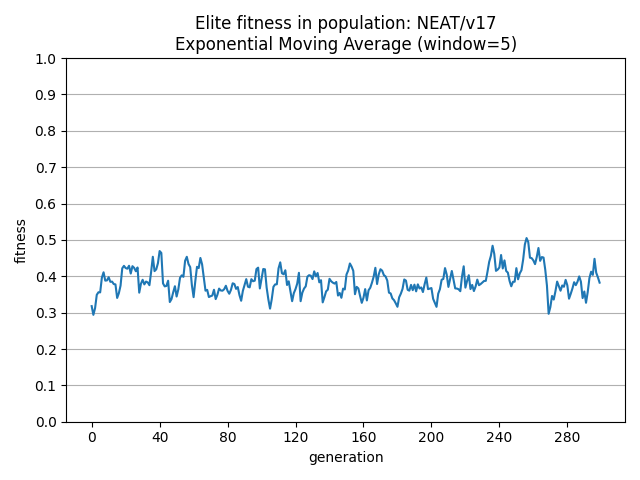 Elite fitness in population: NEAT/v17
Exponential Moving Average (window=5)
1.0
0.9
0.8
0.7
0.6
0.5
0.4
0.3
0.2
0.1
0.0
fitness
0 40 80 120 160 200 240 280
generation